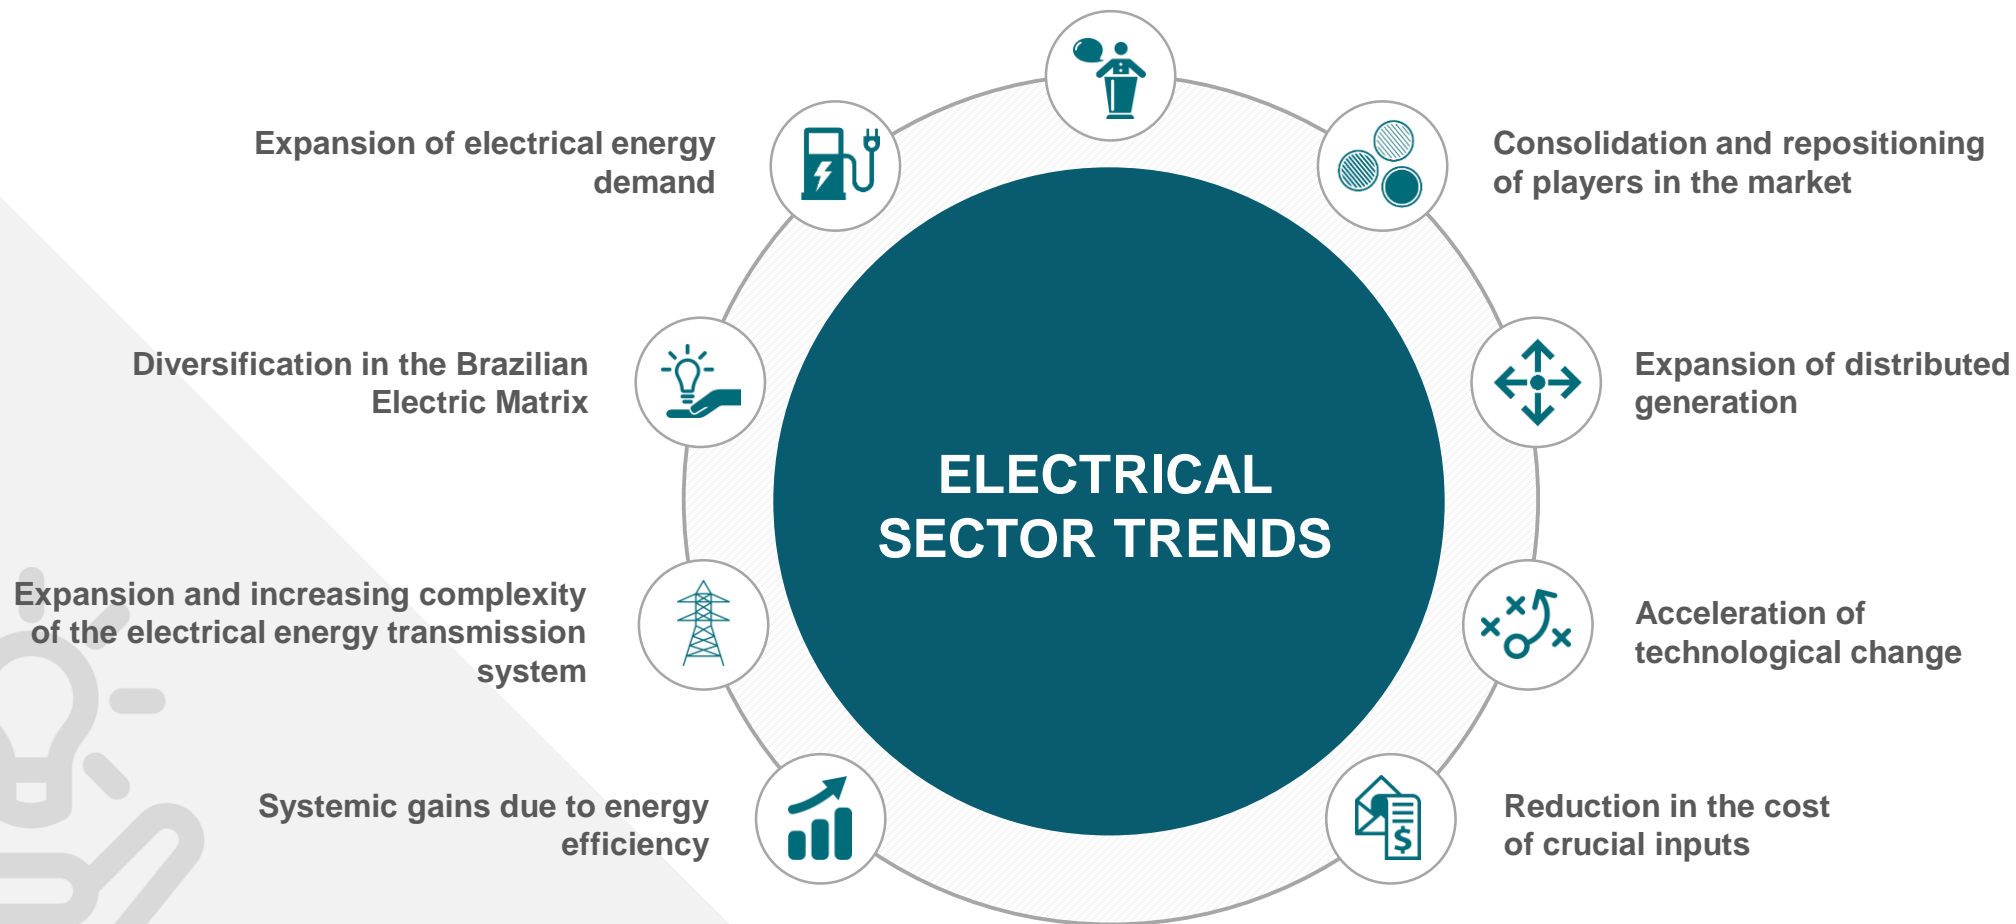 Expansion of electrical energy
demand
Consolidation and repositioning
of players in the market
Diversification in the Brazilian
Electric Matrix
Expansion of distributed
generation
ELECTRICAL
SECTOR TRENDS
Expansion and increasing complexity
of the electrical energy transmission
system
Acceleration of
technological change
Systemic gains due to energy
efficiency
Reduction in the cost
of crucial inputs
$